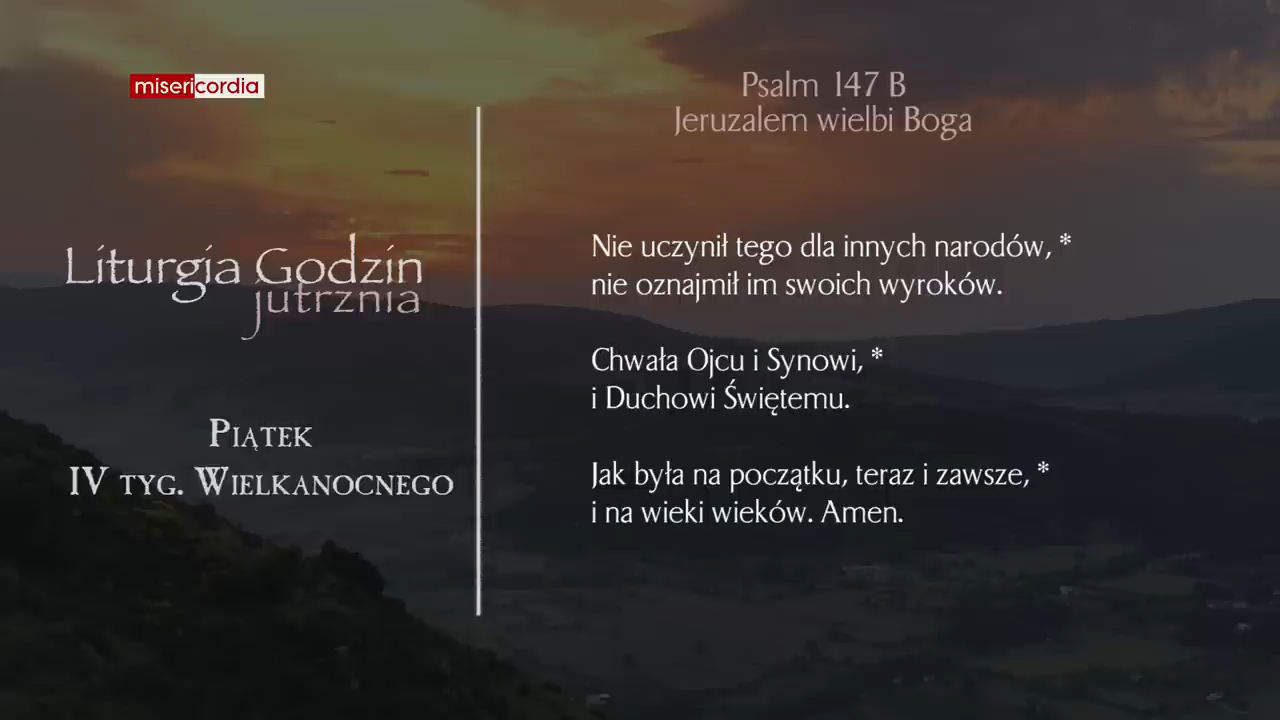 misericordia
Liturgia Godzin
jutrznia
Piątek
IV tyg. Wielkanocnego
Psalm 147 B
Jeruzalem wielbi Boga
Nie uczynił tego dla innych narodów, *
nie oznajmił im swoich wyroków.
Chwała Ojcu i Synowi, *
i Duchowi Świętemu.
Jak była na początku, teraz i zawsze, *
i na wieki wieków. Amen.